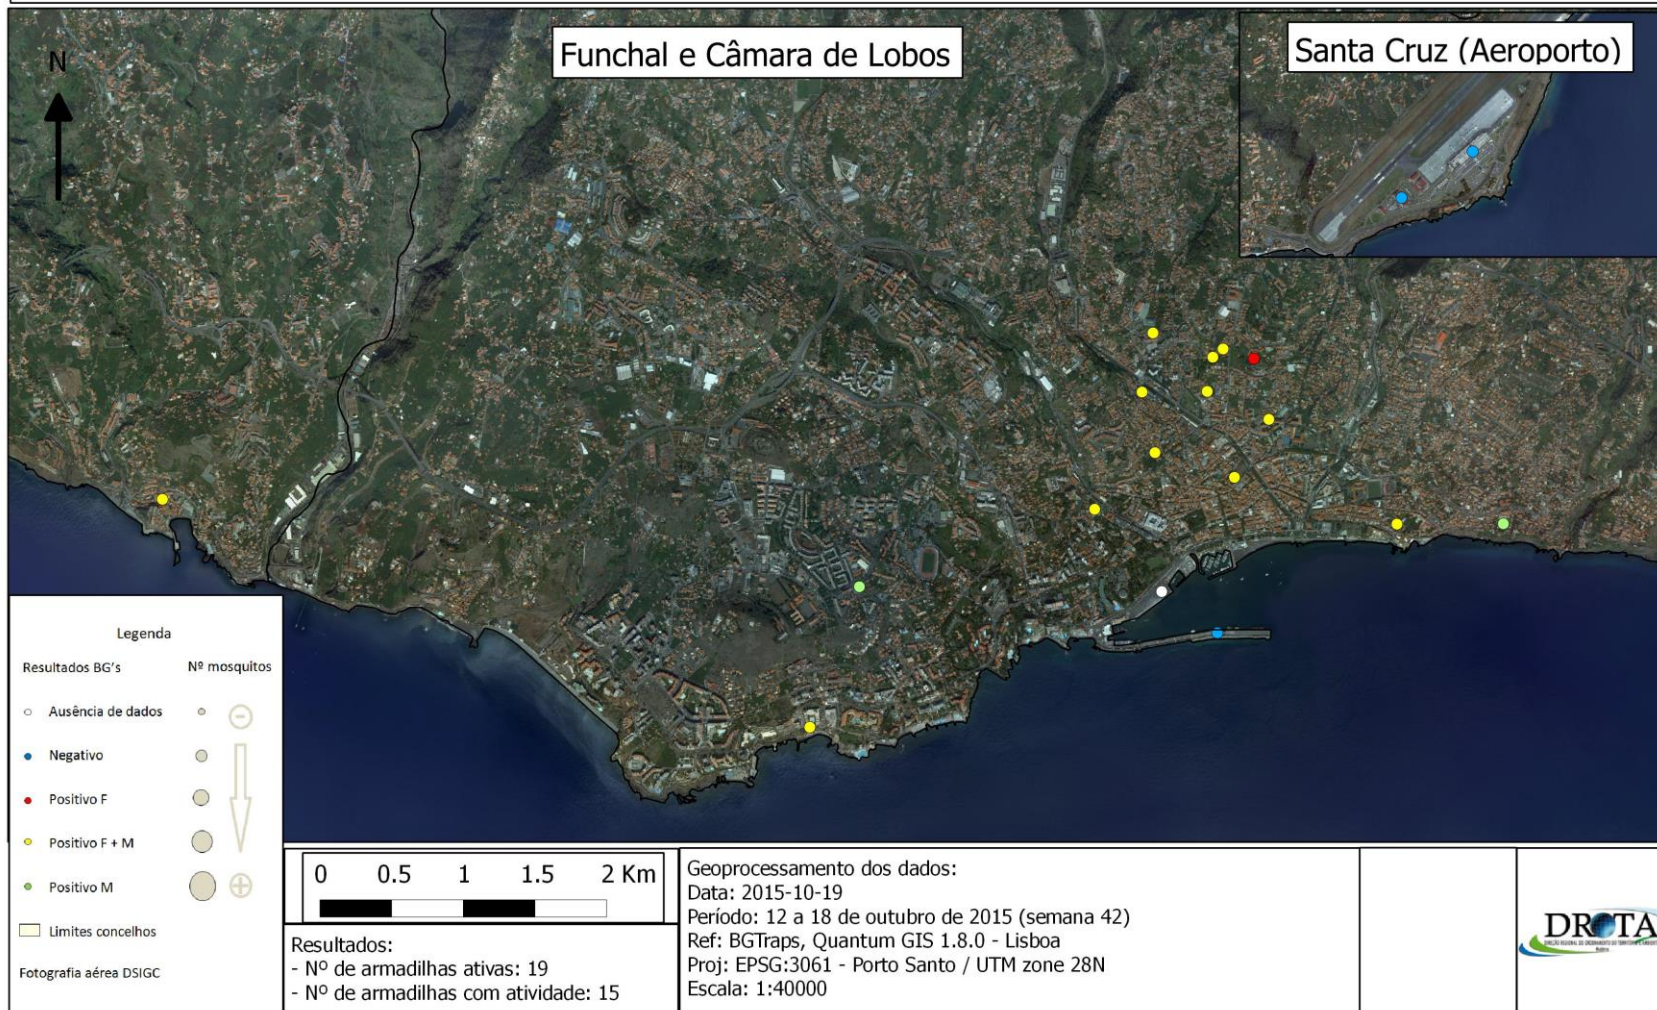 Funchal e Câmara de Lobos
Santa Cruz (Aeroporto)
N
Legenda
Resultados BG's
Nº mosquitos
Ausência de dados
Negativo
Positivo F
Positivo F + M
Positivo M
Limites concelhos
Fotografia aérea DSIGC
0 0.5 1 1.5 2 Km
Resultados:
- Nº de armadilhas ativas: 19
- Nº de armadilhas com atividade: 15
Geoprocessamento dos dados:
Data: 2015-10-19
Período: 12 a 18 de outubro de 2015 (semana 42)
Ref: BGTraps, Quantum GIS 1.8.0 - Lisboa
Proj: EPSG:3061 - Porto Santo / UTM zone 28N
Escala: 1:40000
DROTA